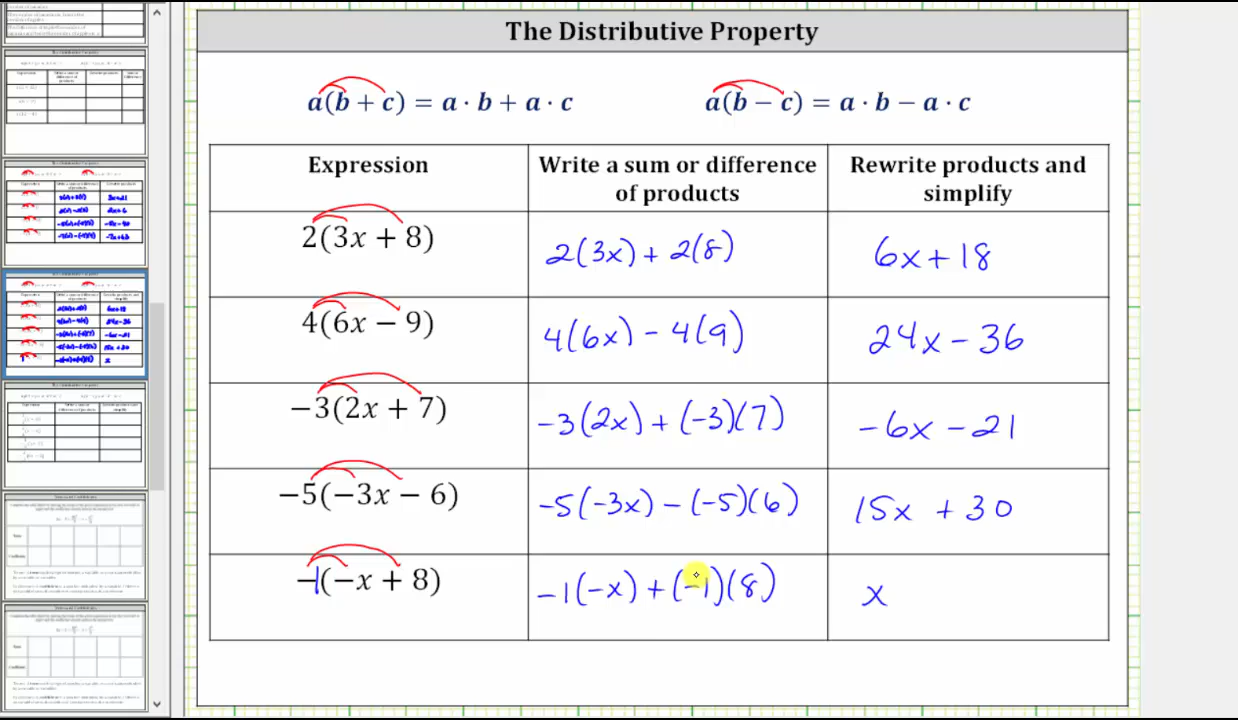 The Distributive Property
a(b + c) = a · b + a · c
a(b − c) = a · b − a · c
Expression
Write a sum or difference of products
Rewrite products and simplify
2(3x + 8)
2(3x) + 2(8)
6x + 18
4(6x − 9)
4(6x) − 4(9)
24x − 36
−3(2x + 7)
−3(2x) + (−3)(7)
−6x − 21
−5(−3x − 6)
−5(−3x) − (−5)(6)
15x + 30
−1(−x + 8)
−1(−x) + (−1)(8)
x